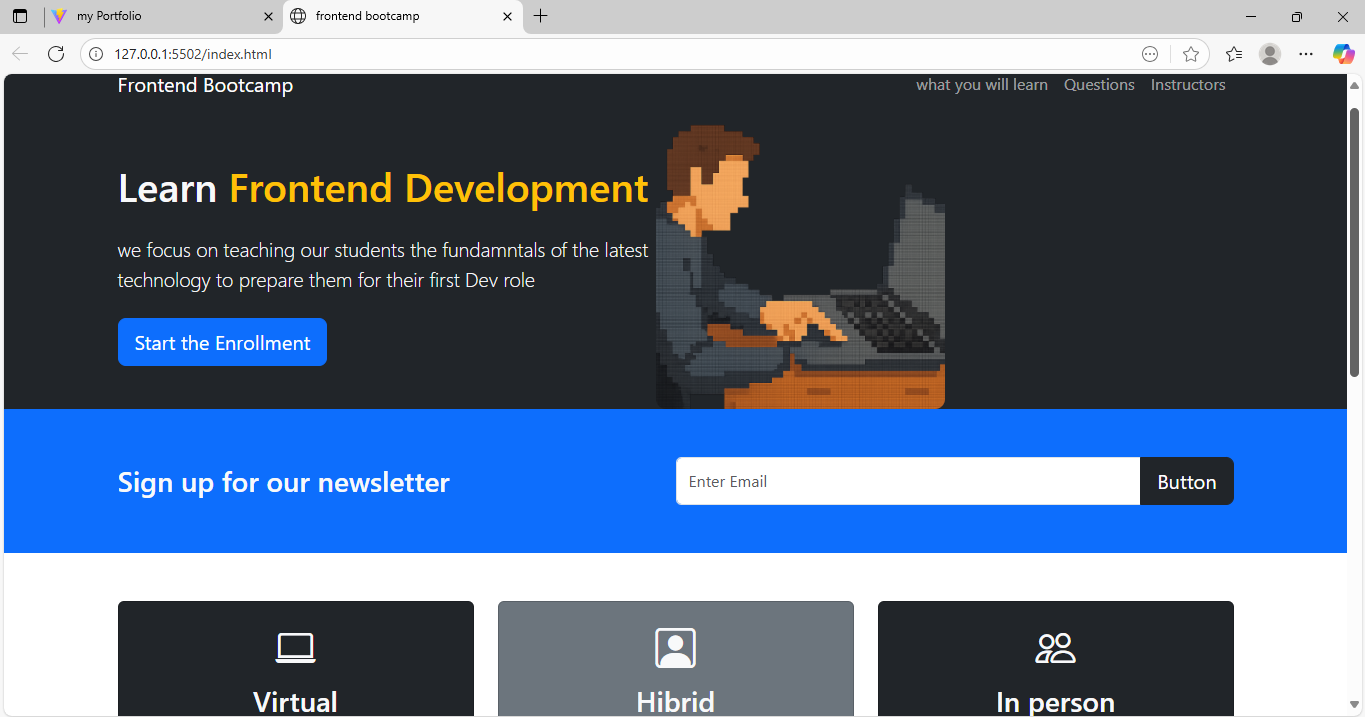 my Portfolio
frontend bootcamp
127.0.0.1:5502/index.html
Frontend Bootcamp
what you will learn
Questions
Instructors
Learn Frontend Development
we focus on teaching our students the fundamntals of the latest
technology to prepare them for their first Dev role
Start the Enrollment
Sign up for our newsletter
Enter Email
Button
Virtual
Hibrid
In person